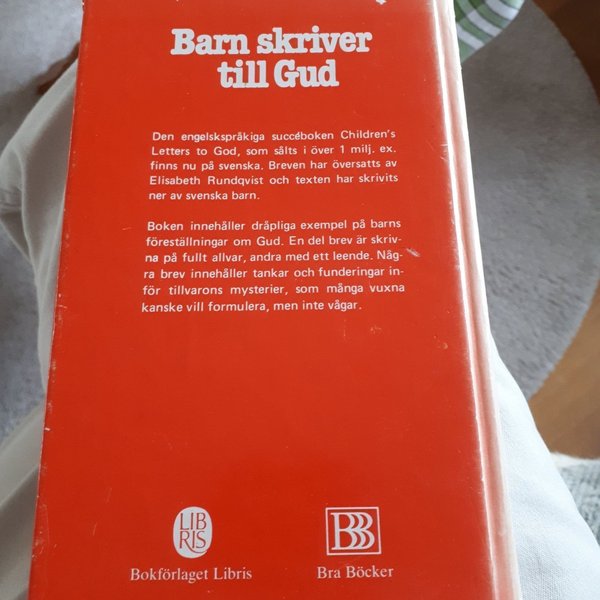 Barn skriver
till Gud
Den engelskspråkiga succéboken Children's
Letters to God, som sålts i över 1 milj. ex.
finns nu på svenska. Breven har översatts av
Elisabeth Rundqvist och texten har skrivits
ner av svenska barn.
Boken innehåller dråpliga exempel på barns
föreställningar om Gud. En del brev är skriv-
na på fullt allvar, andra med ett leende. Någ-
ra brev innehåller tankar och funderingar in-
för tillvarons mysterier, som många vuxna
kanske vill formulera, men inte vågar.
LIB
RIS
BBB
Bokförlaget Libris
Bra Böcker